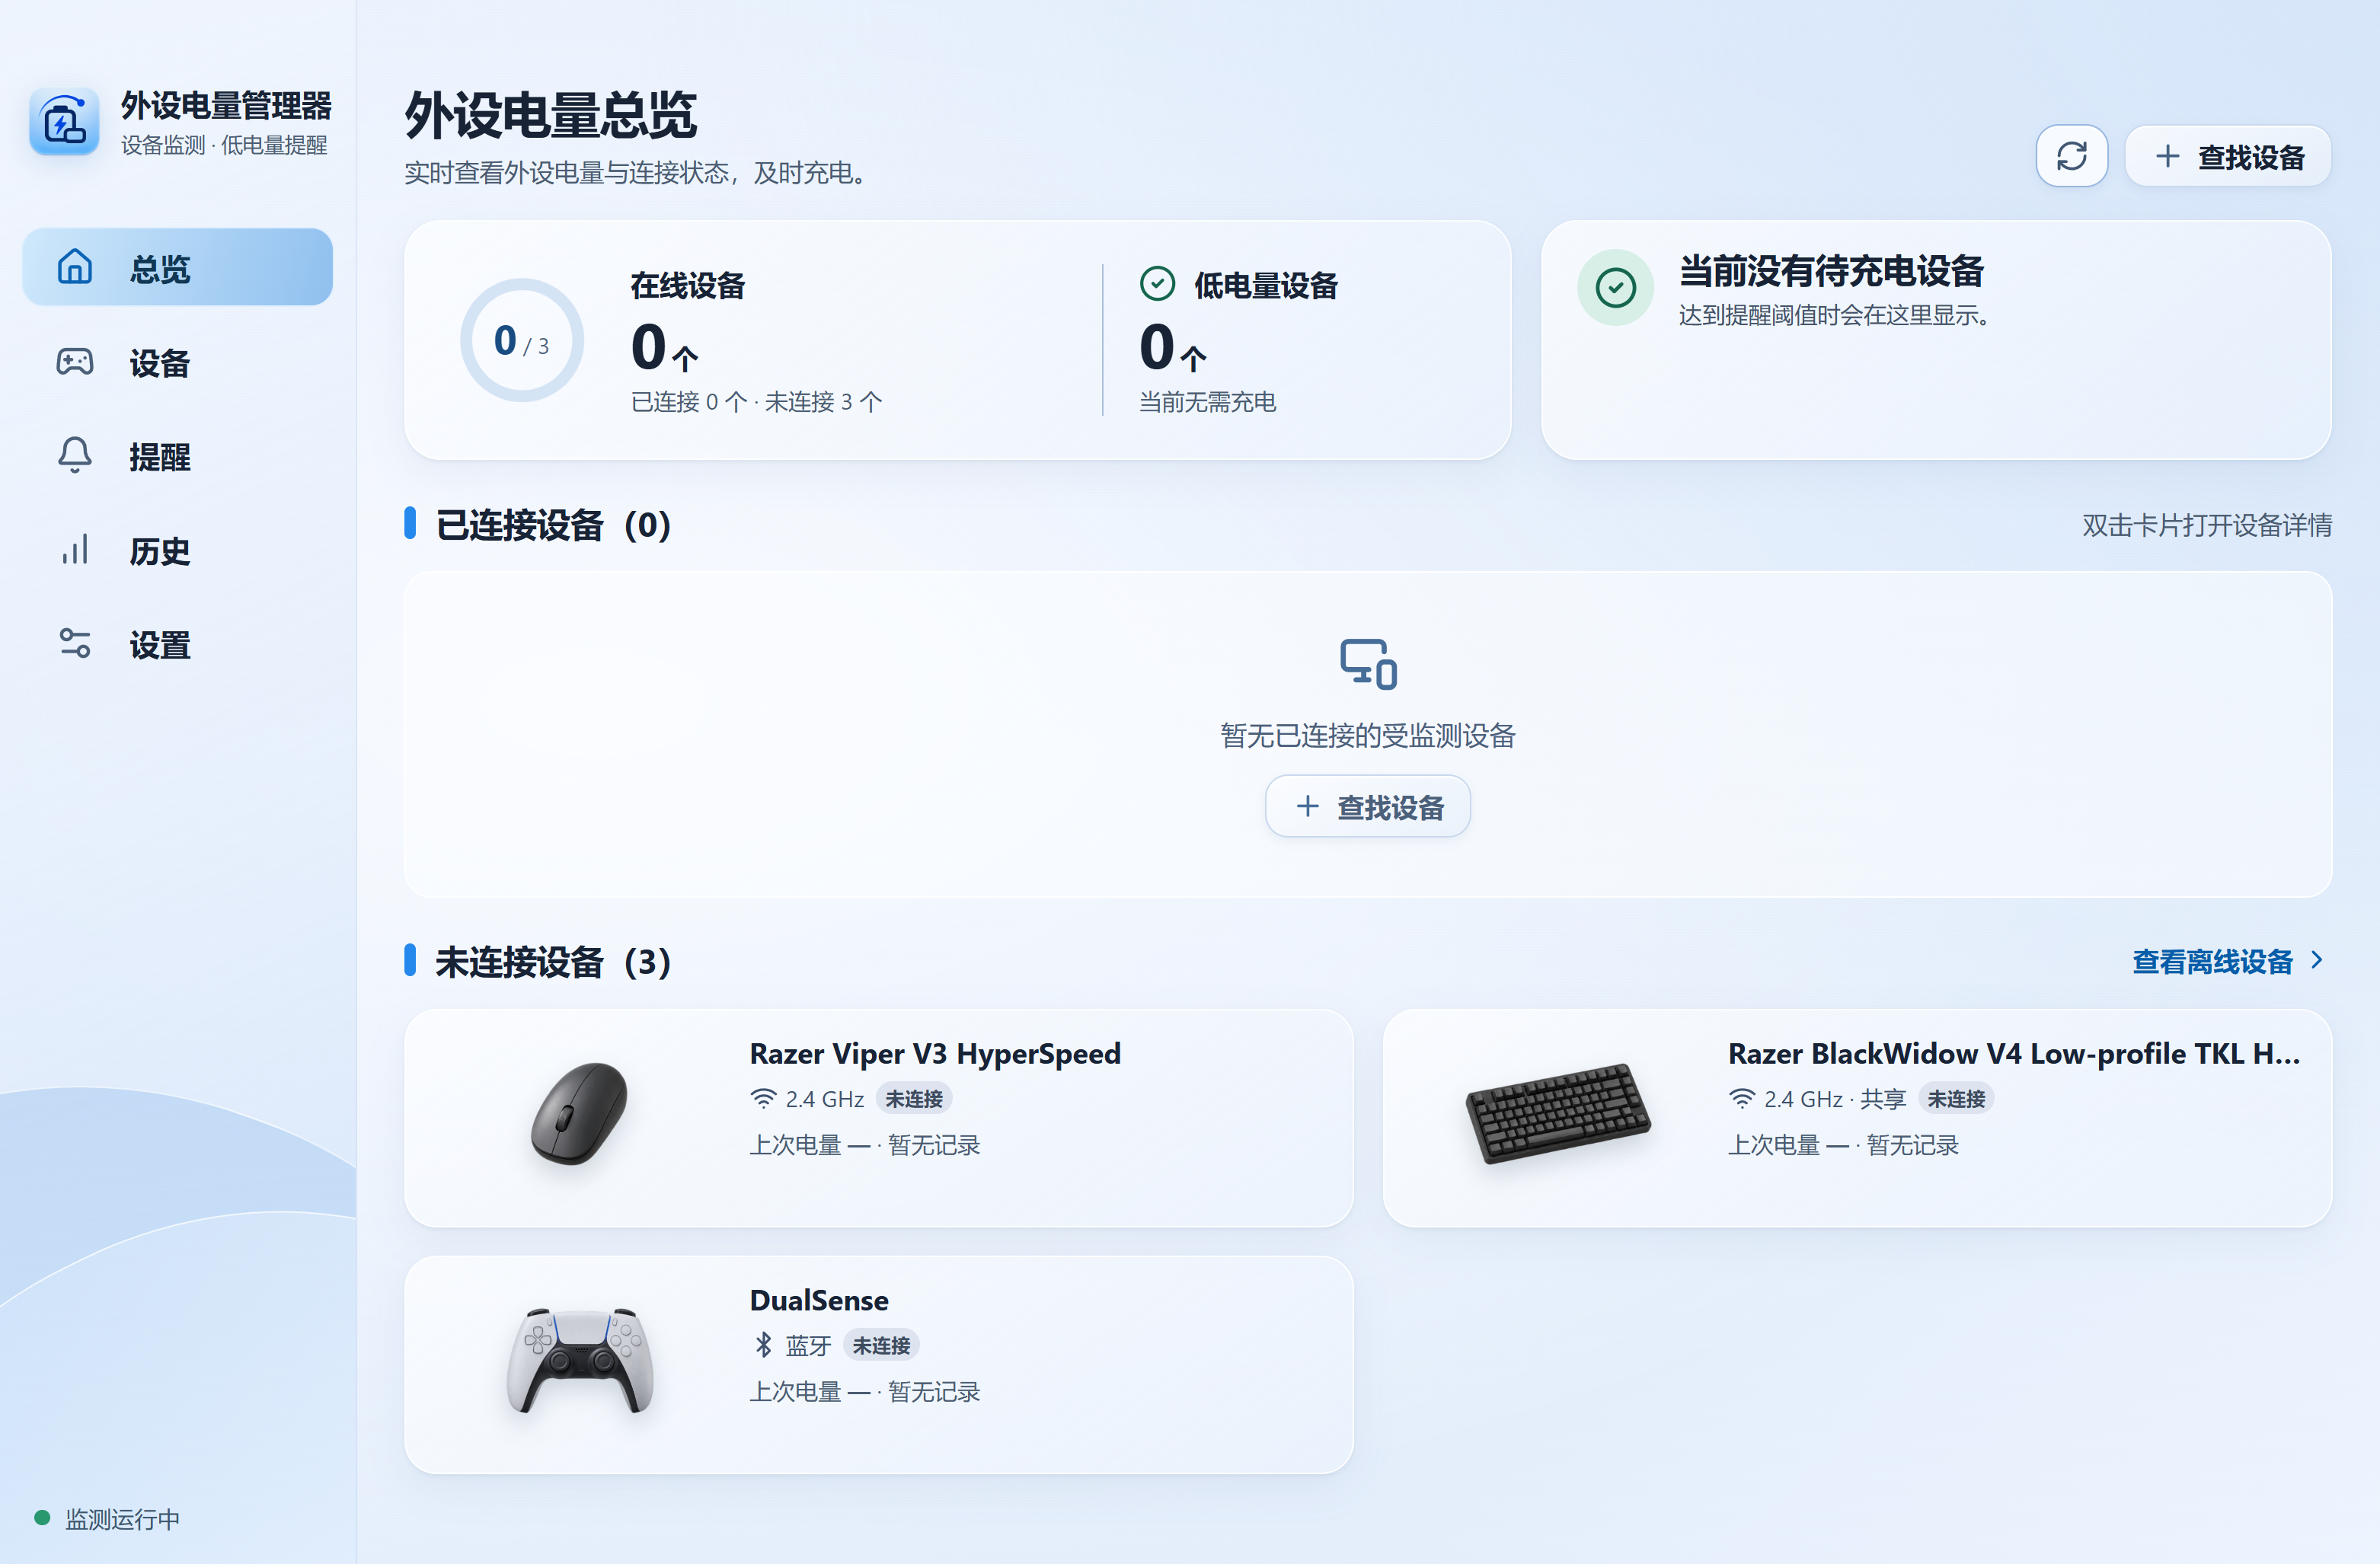 外设电量管理器
设备监测 · 低电量提醒
总览
设备
提醒
历史
设置
监测运行中
外设电量总览
实时查看外设电量与连接状态，及时充电。
查找设备
0 / 3
在线设备
0 个
已连接 0 个 · 未连接 3 个
低电量设备
0 个
当前无需充电
当前没有待充电设备
达到提醒阈值时会在这里显示。
已连接设备（0）
双击卡片打开设备详情
暂无已连接的受监测设备
查找设备
未连接设备（3）
查看离线设备
Razer Viper V3 HyperSpeed
2.4 GHz 未连接
上次电量 — · 暂无记录
Razer BlackWidow V4 Low-profile TKL H...
2.4 GHz · 共享 未连接
上次电量 — · 暂无记录
DualSense
蓝牙 未连接
上次电量 — · 暂无记录